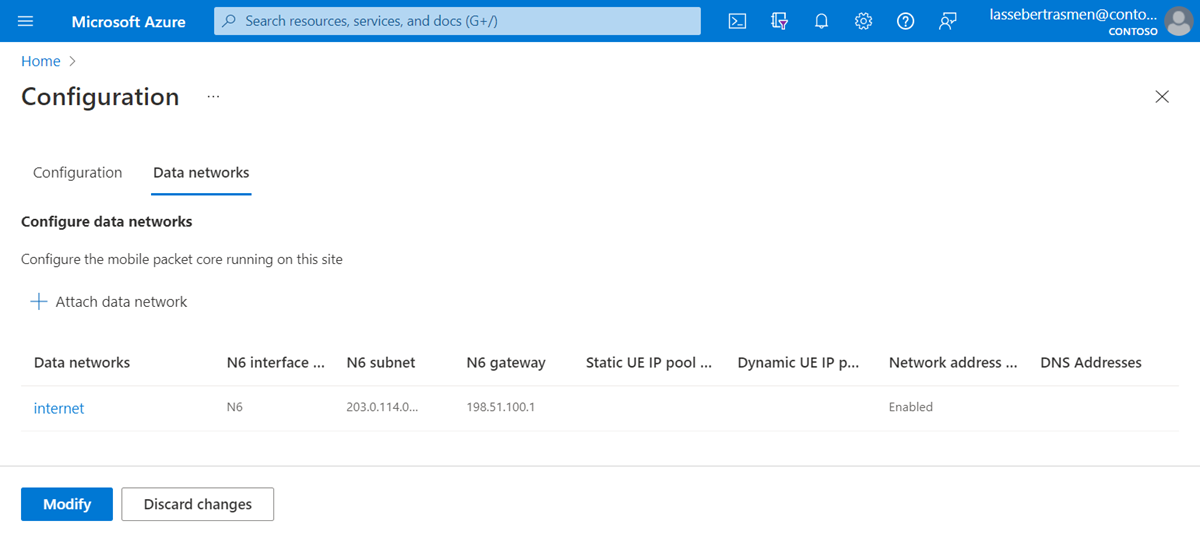 Microsoft Azure
Search resources, services, and docs (G+/)
lassebertrasmen@conto...
CONTOSO
Home >
Configuration ...
Configuration
Data networks
Configure data networks
Configure the mobile packet core running on this site
+ Attach data network
Data networks N6 interface ... N6 subnet N6 gateway Static UE IP pool ... Dynamic UE IP p... Network address ... DNS Addresses
internet N6 203.0.114.0... 198.51.100.1 Enabled
Modify
Discard changes